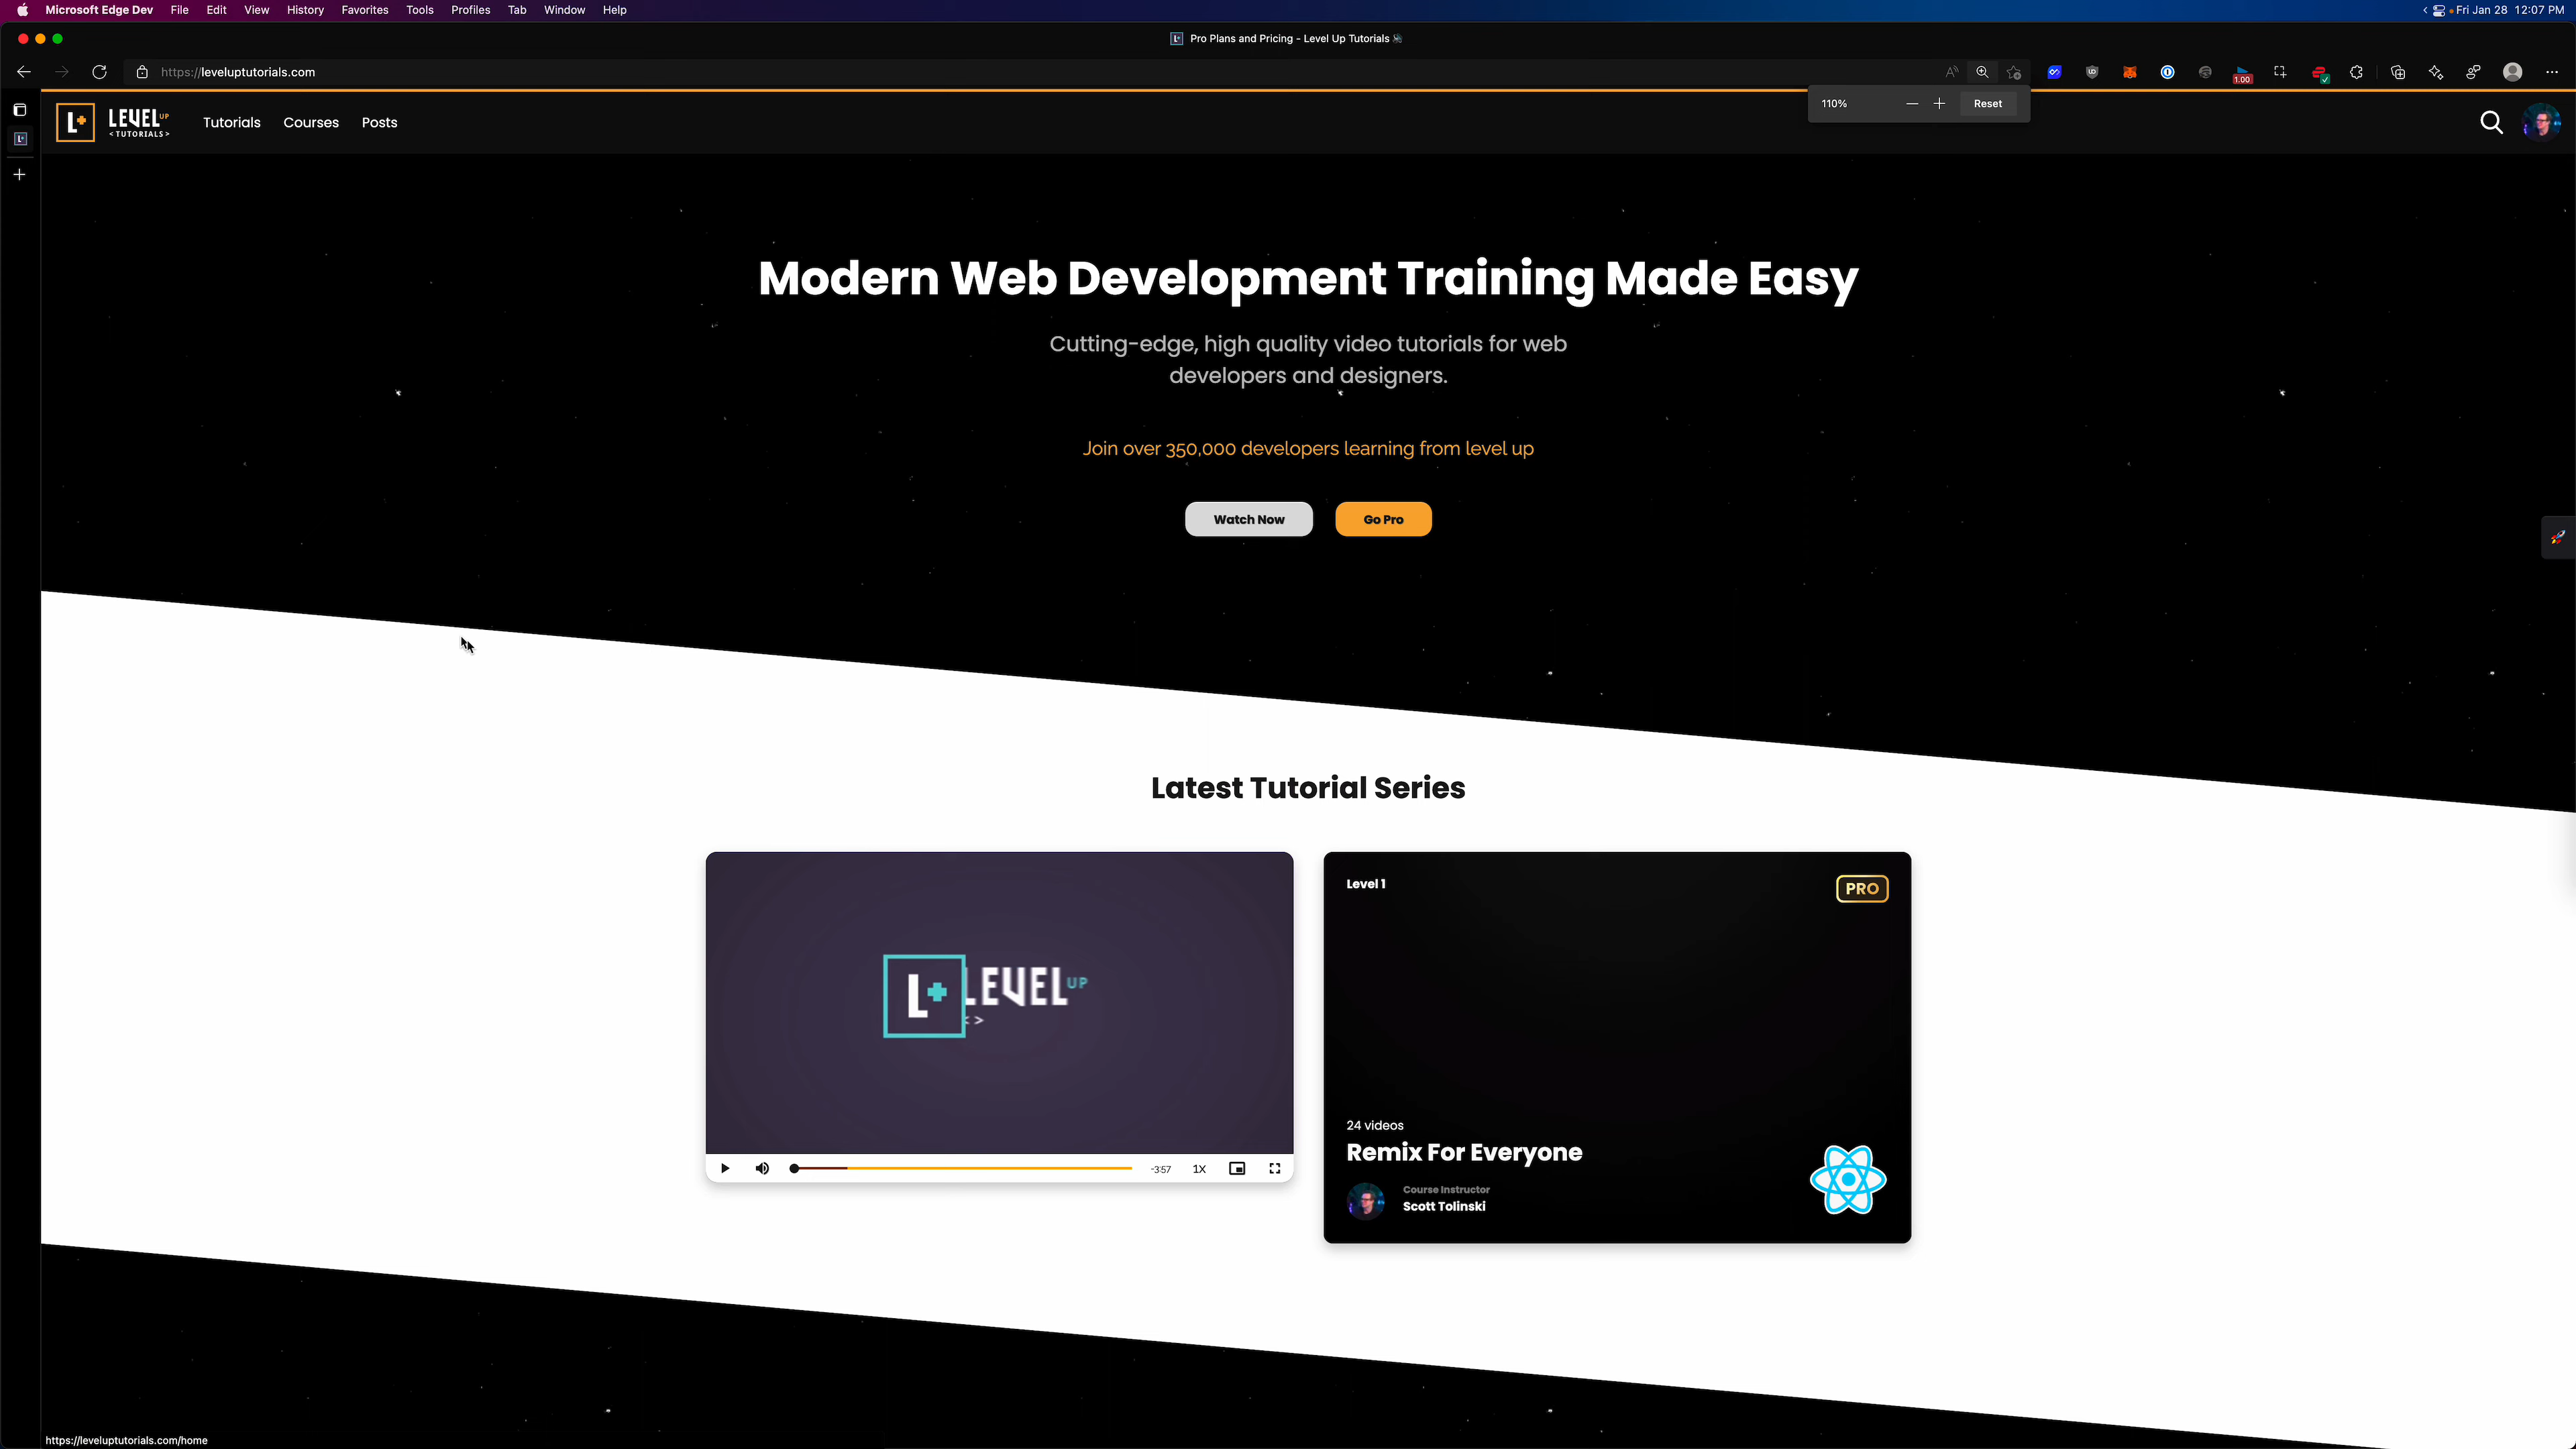 Microsoft Edge Dev File Edit View History Favorites Tools Profiles Tab Window Help
Fri Jan 28 12:07 PM
Pro Plans and Pricing - Level Up Tutorials
https://leveluptutorials.com
1.00
110% Reset
L LEVEL UP
<TUTORIALS>
Tutorials Courses Posts
Modern Web Development Training Made Easy
Cutting-edge, high quality video tutorials for web
developers and designers.
Join over 350,000 developers learning from level up
Watch Now Go Pro
Latest Tutorial Series
L LEVEL UP
< >
-3:57 1X
Level 1
PRO
24 videos
Remix For Everyone
Course Instructor
Scott Tolinski
https://leveluptutorials.com/home